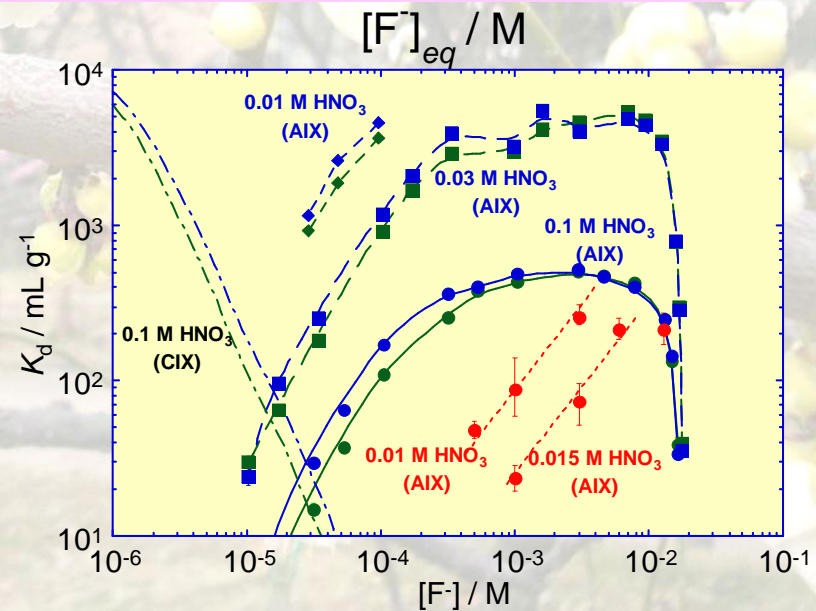 [F⁻]eq / M
10⁴
10³
10²
10¹
K_d / mL g⁻¹
0.01 M HNO₃
(AIX)
0.03 M HNO₃
(AIX)
0.1 M HNO₃
(AIX)
0.1 M HNO₃
(CIX)
0.01 M HNO₃
(AIX)
0.015 M HNO₃
(AIX)
10⁻⁶ 10⁻⁵ 10⁻⁴ 10⁻³ 10⁻² 10⁻¹
[F⁻] / M